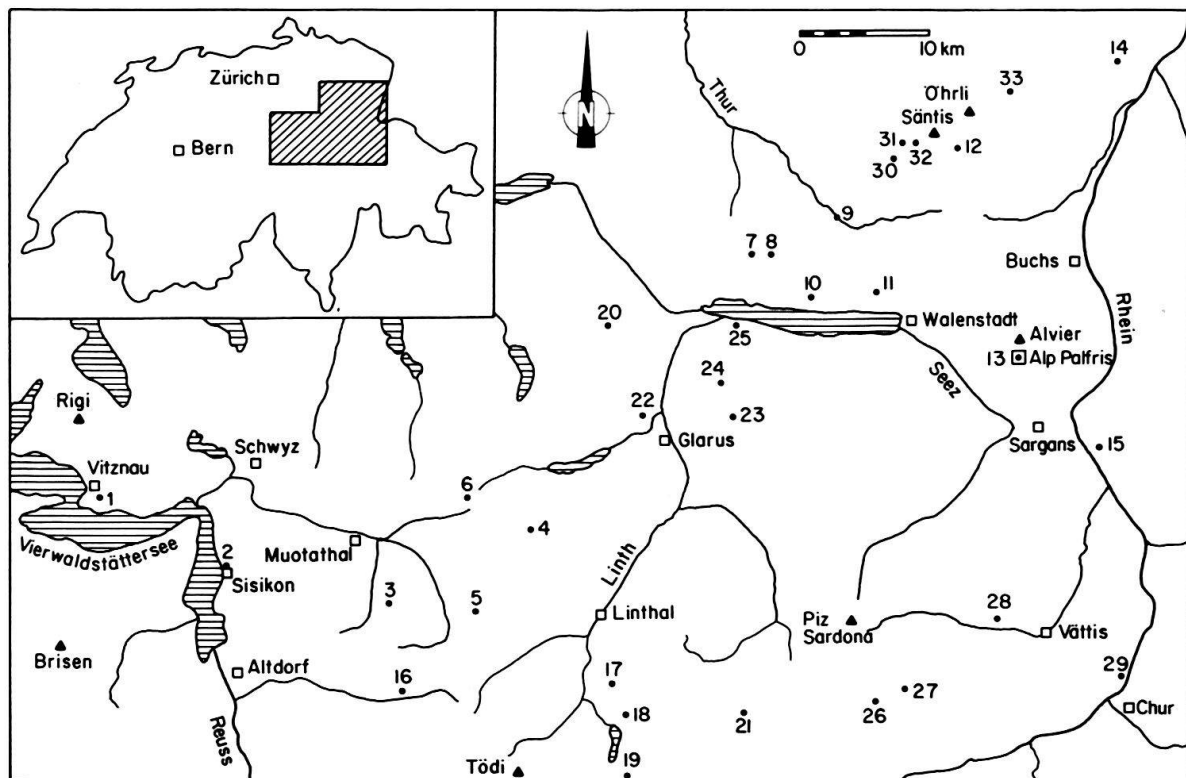 Zürich
Bern
N
0 10 km
Thur
14
33
Öhrli
Säntis
31
32
12
30
9
7 8
Buchs
10
11
Rhein
20
25
Walenstadt
Alvier
13 Alp Palfris
24
Seez
Rigi
22
23
Glarus
Sargans
15
Schwyz
Vitznau
1
6
4
Vierwaldstättersee
Muotathal
2
Sisikon
3
5
Linth
Linthal
28
Piz
Sardona
Vättis
Brisen
Altdorf
16
17
29
27
26
18
21
Chur
Reuss
Tödi
19